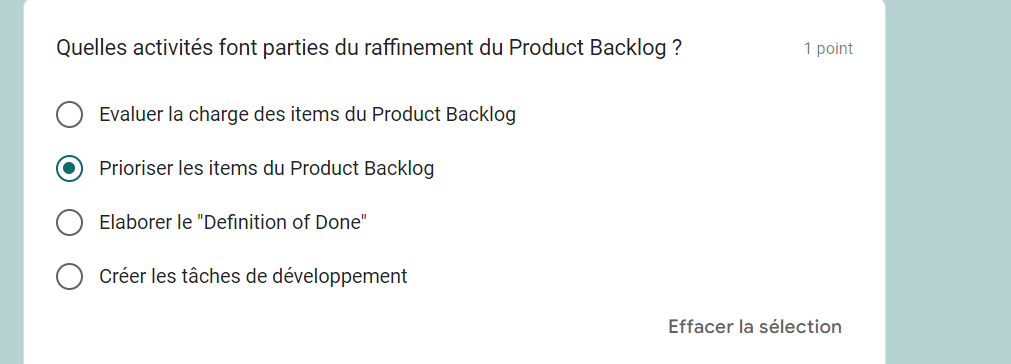 Quelles activités font parties du raffinement du Product Backlog ?
1 point
Evaluer la charge des items du Product Backlog
Prioriser les items du Product Backlog
Elaborer le "Definition of Done"
Créer les tâches de développement
Effacer la sélection